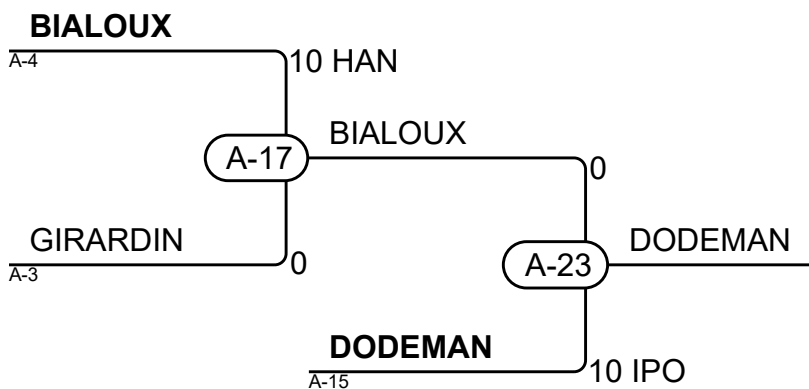 BIALOUX
A-4
10 HAN
BIALOUX
A-17
0
GIRARDIN
DODEMAN
0
A-23
A-3
DODEMAN
10 IPO
A-15